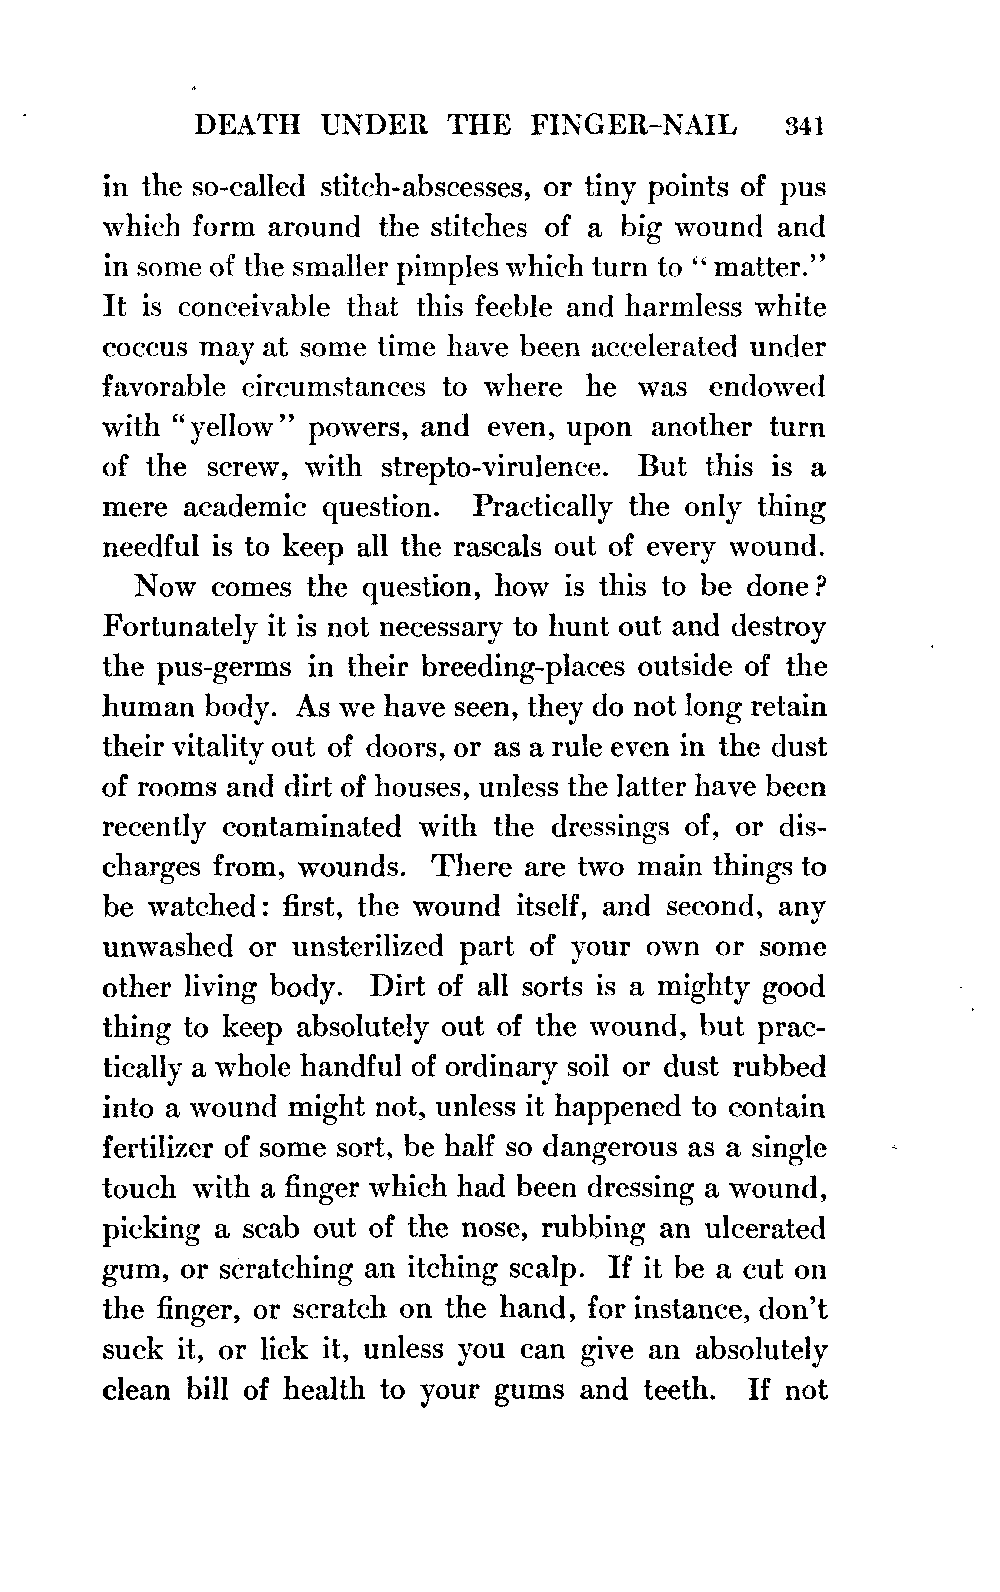 DEATH UNDER THE FINGER-NAIL 341
in the so-called stitch-abscesses, or tiny points of pus
which form around the stitches of a big wound and
in some of the smaller pimples which turn to “ matter.”
It is conceivable that this feeble and harmless white
coccus may at some time have been accelerated under
favorable circumstances to where he was endowed
with “yellow” powers, and even, upon another turn
of the screw, with strepto-virulence. But this is a
mere academic question. Practically the only thing
needful is to keep all the rascals out of every wound.
Now comes the question, how is this to be done?
Fortunately it is not necessary to hunt out and destroy
the pus-germs in their breeding-places outside of the
human body. As we have seen, they do not long retain
their vitality out of doors, or as a rule even in the dust
of rooms and dirt of houses, unless the latter have been
recently contaminated with the dressings of, or dis-
charges from, wounds. There are two main things to
be watched: first, the wound itself, and second, any
unwashed or unsterilized part of your own or some
other living body. Dirt of all sorts is a mighty good
thing to keep absolutely out of the wound, but prac-
tically a whole handful of ordinary soil or dust rubbed
into a wound might not, unless it happened to contain
fertilizer of some sort, be half so dangerous as a single
touch with a finger which had been dressing a wound,
picking a scab out of the nose, rubbing an ulcerated
gum, or scratching an itching scalp. If it be a cut on
the finger, or scratch on the hand, for instance, don’t
suck it, or lick it, unless you can give an absolutely
clean bill of health to your gums and teeth. If not